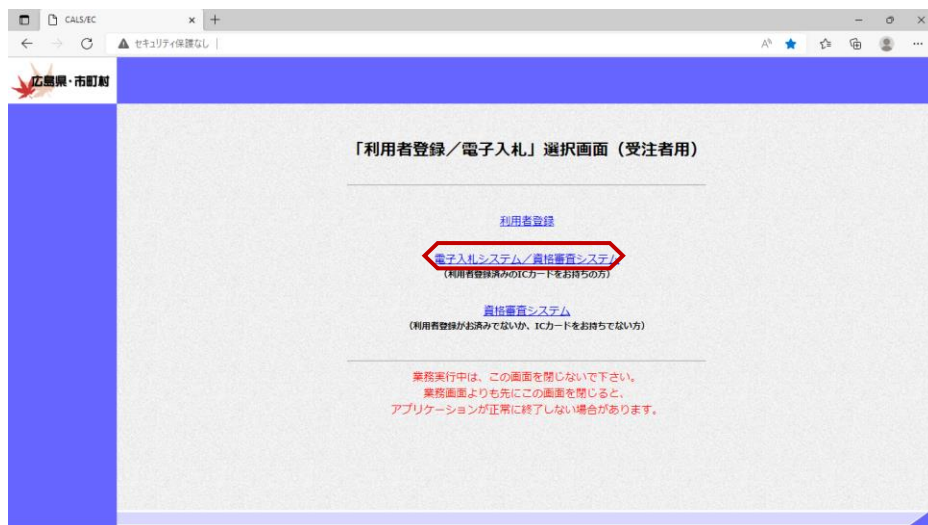 CALS/EC
セキュリティ保護なし
広島県・市町村
「利用者登録／電子入札」選択画面（受注者用）
利用者登録
電子入札システム／資格審査システム
（利用者登録済みのICカードをお持ちの方）
資格審査システム
（利用者登録がお済みでないか、ICカードをお持ちでない方）
業務実行中は、この画面を閉じないで下さい。
業務画面よりも先にこの画面を閉じると、
アプリケーションが正常に終了しない場合があります。